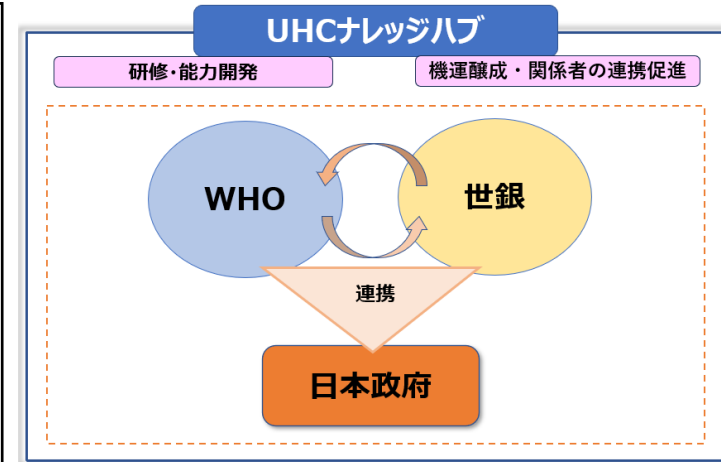 UHCナレッジハブ
研修・能力開発
機運醸成・関係者の連携促進
WHO
世銀
連携
日本政府